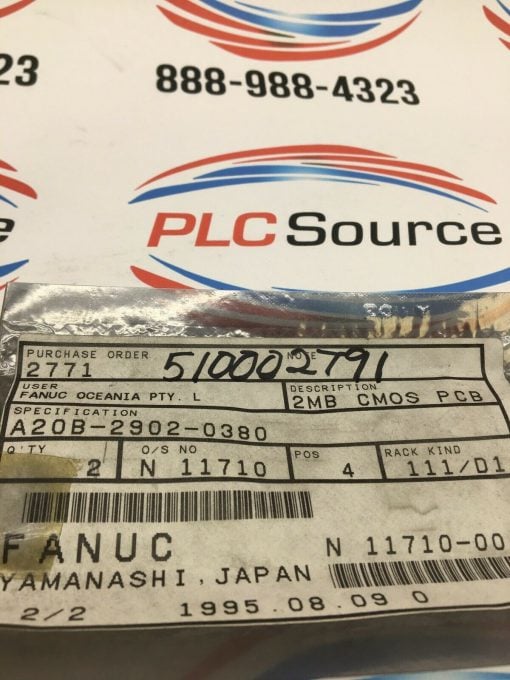 23
888-988-4323
e
PLC Source
PURCHASE ORDER NOTE
2771 510002791
USER
FANUC OCEANIA PTY. L
DESCRIPTION
2MB CMOS PCB
SPECIFICATION
A20B-2902-0380
Q'TY
2
O/S NO
N 11710
POS
4
RACK KIND
111/D1
FANUC
N 11710-00
YAMANASHI, JAPAN
2/2 1995.08.09 0